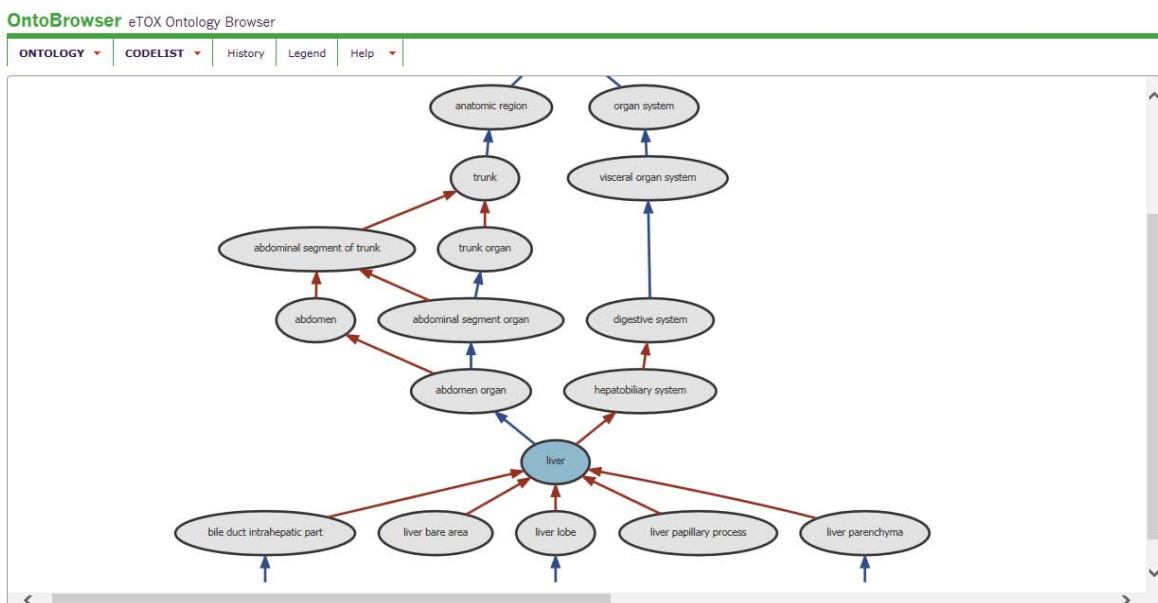 OntoBrowser eTOX Ontology Browser
ONTOLOGY CODELIST History Legend Help
anatomic region organ system
trunk visceral organ system
abdominal segment of trunk trunk organ
abdomen abdominal segment organ digestive system
abdomen organ hepatobiliary system
liver
bile duct intrahepatic part liver bare area liver lobe liver papillary process liver parenchyma